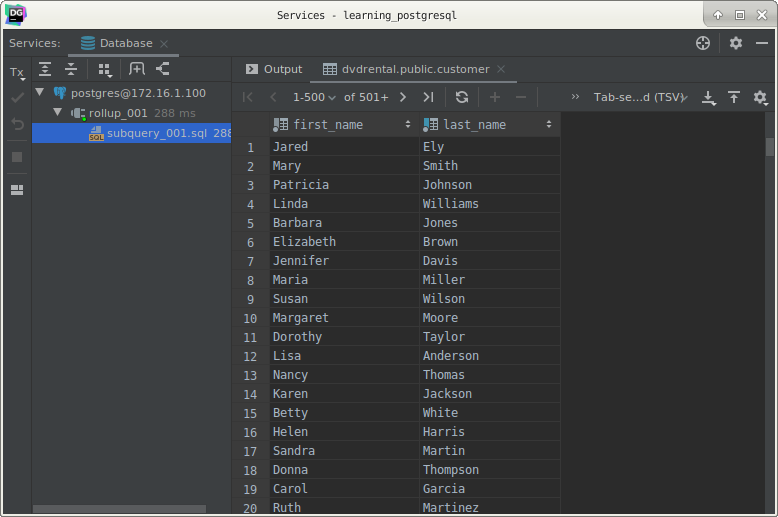 DG
Services - learning_postgresql
Services: Database
Tx
postgres@172.16.1.100
rollup_001 288 ms
SQL subquery_001.sql 288
Output dvdrental.public.customer
1-500 of 501+ Tab-se...d (TSV)
first_name last_name
1 Jared Ely
2 Mary Smith
3 Patricia Johnson
4 Linda Williams
5 Barbara Jones
6 Elizabeth Brown
7 Jennifer Davis
8 Maria Miller
9 Susan Wilson
10 Margaret Moore
11 Dorothy Taylor
12 Lisa Anderson
13 Nancy Thomas
14 Karen Jackson
15 Betty White
16 Helen Harris
17 Sandra Martin
18 Donna Thompson
19 Carol Garcia
20 Ruth Martinez